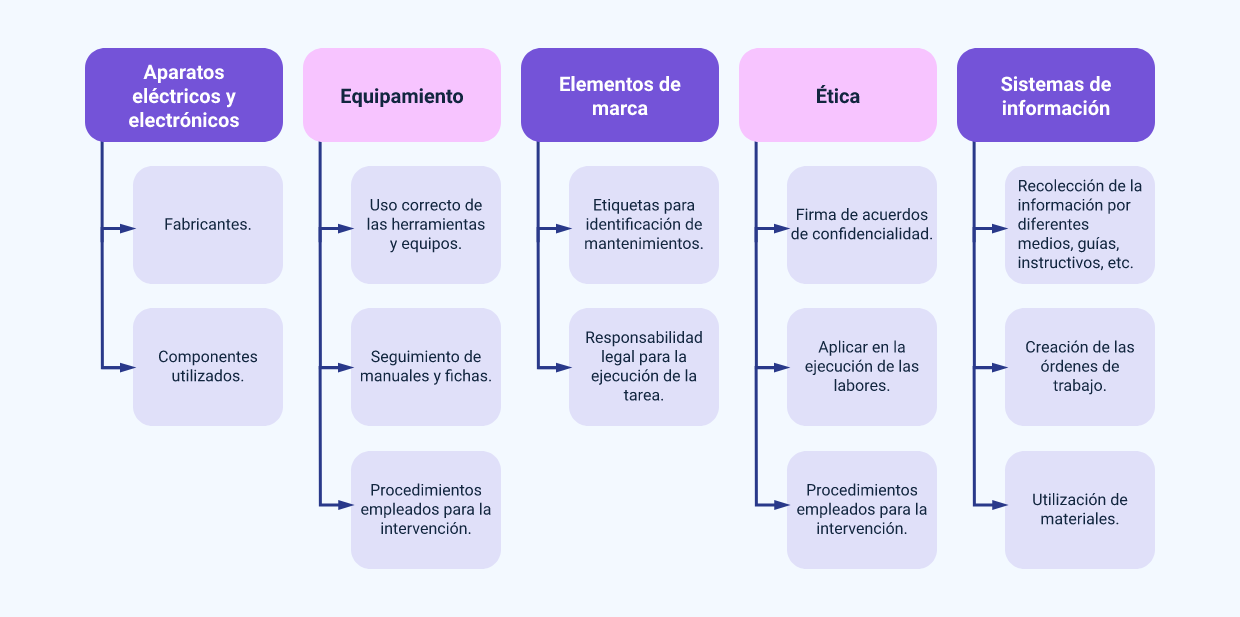 Aparatos
eléctricos y
electrónicos
Fabricantes.
Componentes
utilizados.
Equipamiento
Uso correcto de
las herramientas
y equipos.
Seguimiento de
manuales y fichas.
Procedimientos
empleados para la
intervención.
Elementos de
marca
Etiquetas para
identificación de
mantenimientos.
Responsabilidad
legal para la
ejecución de la
tarea.
Ética
Firma de acuerdos
de confidencialidad.
Aplicar en la
ejecución de las
labores.
Procedimientos
empleados para la
intervención.
Sistemas de
información
Recolección de la
información por
diferentes
medios, guías,
instructivos, etc.
Creación de las
órdenes de
trabajo.
Utilización de
materiales.